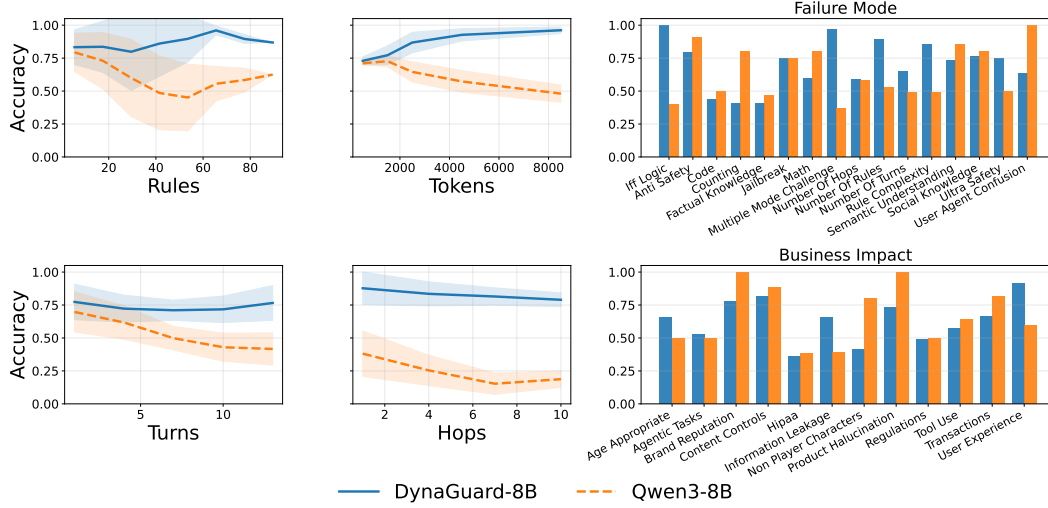 Failure Mode
Accuracy
1.00
0.75
0.50
0.25
0.00
20
40
60
80
Rules
2000
4000
6000
8000
Tokens
1.00
0.75
0.50
0.25
0.00
Iff Logic
Anti Safety
Code
Counting
Factual Knowledge
Jailbreak
Math
Multiple Mode Challenge
Number Of Hops
Number Of Rules
Number Of Turns
Rule Complexity
Semantic Understanding
Social Knowledge
Ultra Safety
User Agent Confusion
Business Impact
Accuracy
1.00
0.75
0.50
0.25
0.00
5
10
Turns
2
4
6
8
10
Hops
1.00
0.75
0.50
0.25
0.00
Age Appropriate
Agentic Tasks
Brand Reputation
Content Controls
Hipaa
Information Leakage
Non Player Characters
Product Halucination
Regulations
Tool Use
Transactions
User Experience
DynaGuard-8B
Qwen3-8B